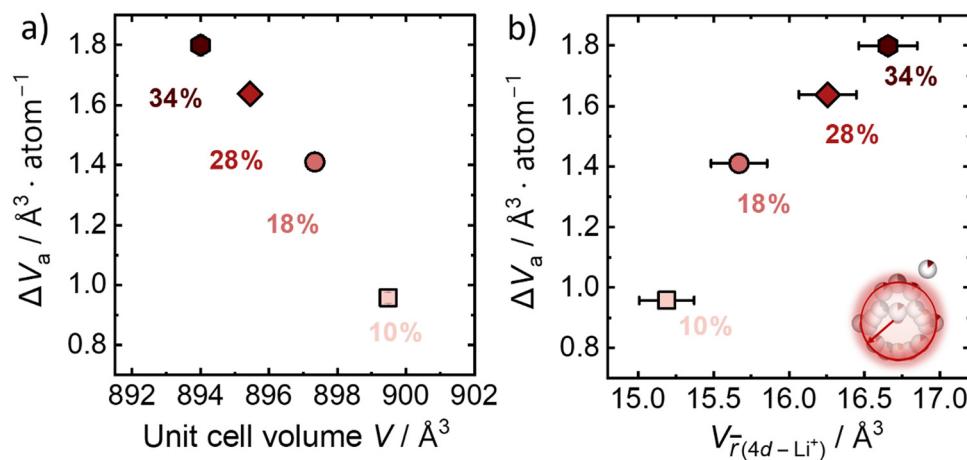 a)
ΔVa / Å³ · atom⁻¹
1.8
1.6
1.4
1.2
1.0
0.8
34%
28%
18%
10%
892 894 896 898 900 902
Unit cell volume V / Å³
b)
ΔVa / Å³ · atom⁻¹
1.8
1.6
1.4
1.2
1.0
0.8
34%
28%
18%
10%
15.0 15.5 16.0 16.5 17.0
Vr̅(4d – Li⁺) / Å³